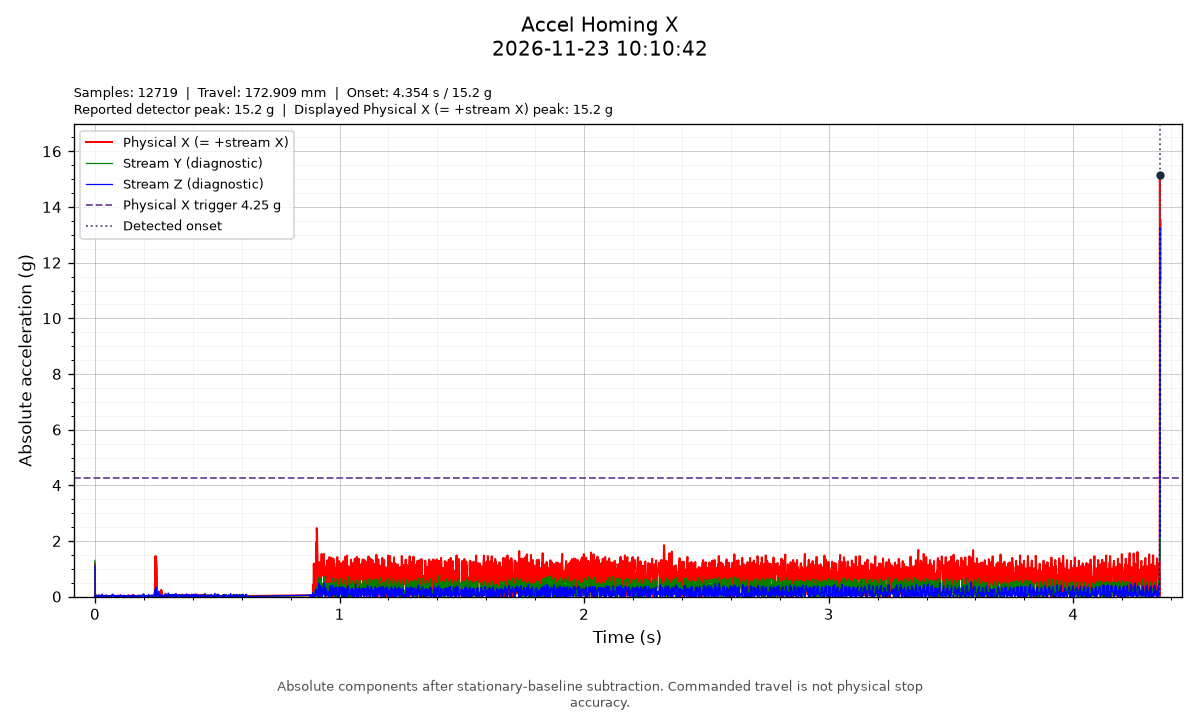 Accel Homing X
2026-11-23 10:10:42
Samples: 12719 | Travel: 172.909 mm | Onset: 4.354 s / 15.2 g
Reported detector peak: 15.2 g | Displayed Physical X (= +stream X) peak: 15.2 g
Physical X (= +stream X)
Stream Y (diagnostic)
Stream Z (diagnostic)
Physical X trigger 4.25 g
Detected onset
Absolute acceleration (g)
16
14
12
10
8
6
4
2
0
0 1 2 3 4
Time (s)
Absolute components after stationary-baseline subtraction. Commanded travel is not physical stop
accuracy.